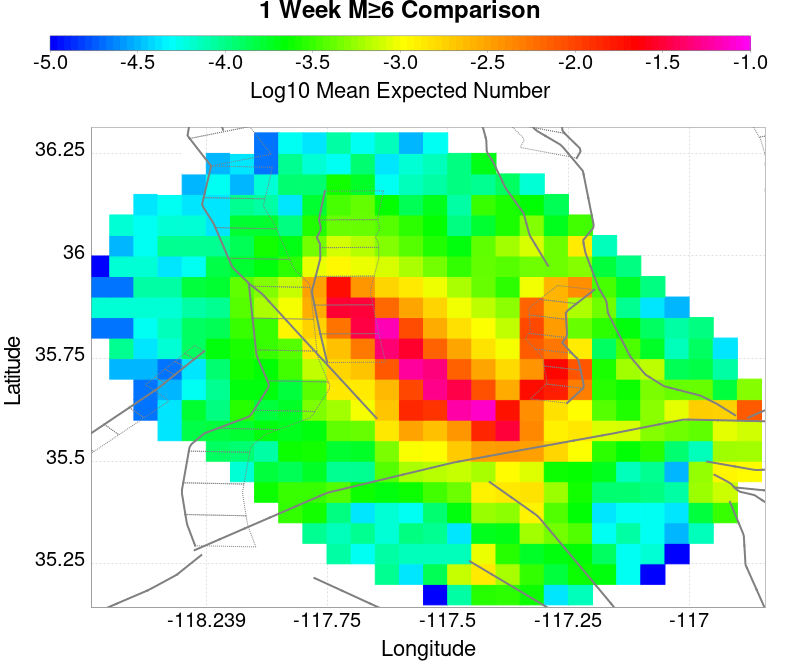 1 Week M≥6 Comparison
-5.0 -4.5 -4.0 -3.5 -3.0 -2.5 -2.0 -1.5 -1.0
Log10 Mean Expected Number
36.25
36
35.75
35.5
35.25
Latitude
-118.239 -117.75 -117.5 -117.25 -117
Longitude